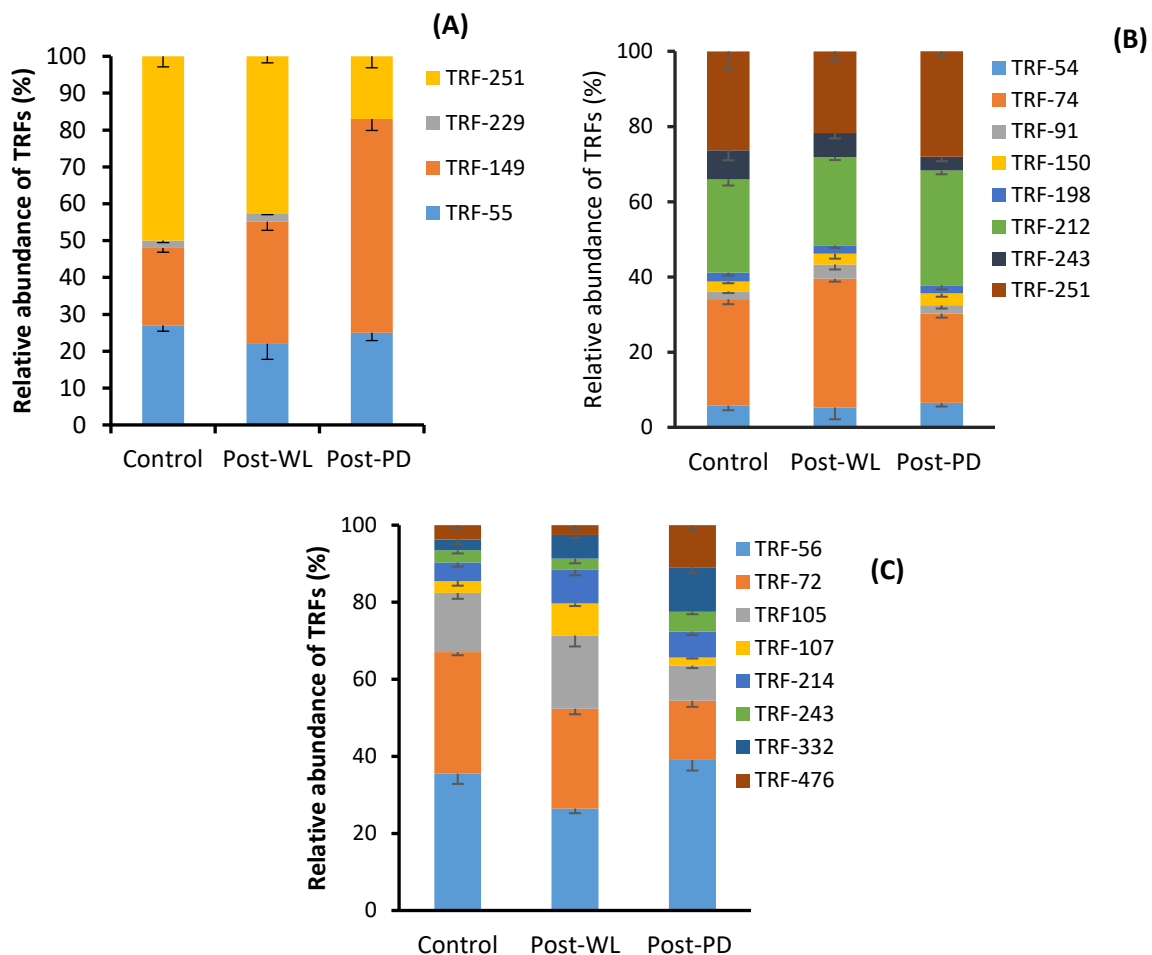 (A)
Relative abundance of TRFs (%)
100
90
80
70
60
50
40
30
20
10
0
Control Post-WL Post-PD
TRF-251
TRF-229
TRF-149
TRF-55
(B)
Relative abundance of TRFs (%)
100
80
60
40
20
0
Control Post-WL Post-PD
TRF-54
TRF-74
TRF-91
TRF-150
TRF-198
TRF-212
TRF-243
TRF-251
(C)
Relative abundance of TRFs (%)
100
80
60
40
20
0
Control Post-WL Post-PD
TRF-56
TRF-72
TRF105
TRF-107
TRF-214
TRF-243
TRF-332
TRF-476